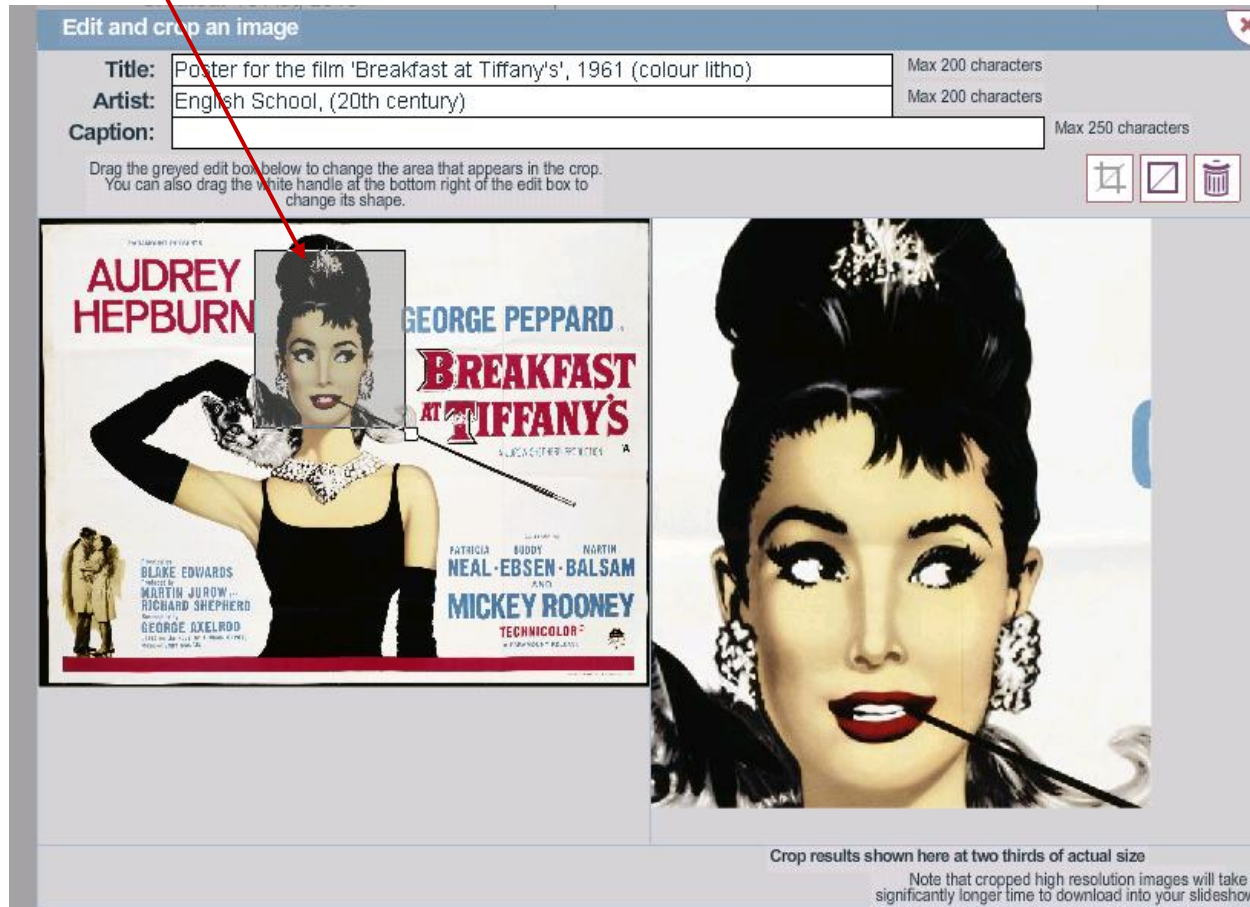 Edit and crop an image
Title: Poster for the film 'Breakfast at Tiffany's', 1961 (colour litho) Max 200 characters
Artist: English School, (20th century) Max 200 characters
Caption: Max 250 characters
Drag the greyed edit box below to change the area that appears in the crop.
You can also drag the white handle at the bottom right of the edit box to
change its shape.
AUDREY
HEPBURN
GEORGE PEPPARD
BREAKFAST
AT TIFFANY'S
BLAKE EDWARDS
MARTIN JUROW
RICHARD SHEPHERD
GEORGE AXELROD
PATRICIA BUDDY MARTIN
NEAL·EBSEN·BALSAM
AND
MICKEY ROONEY
TECHNICOLOR
A PARAMOUNT RELEASE
Crop results shown here at two thirds of actual size
Note that cropped high resolution images will take
significantly longer time to download into your slideshow